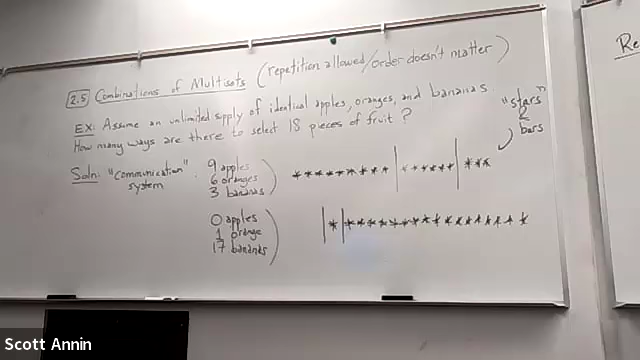 2.5 Combinations of Multisets (repetition allowed/order doesn't matter)
EX: Assume an unlimited supply of identical apples, oranges, and bananas.
How many ways are there to select 18 pieces of fruit?
"stars"
&
bars
Soln: "communication"
system
9 apples
6 oranges
3 bananas
*********|******|***
0 apples
1 orange
17 bananas
|*|*****************
Re
Scott Annin